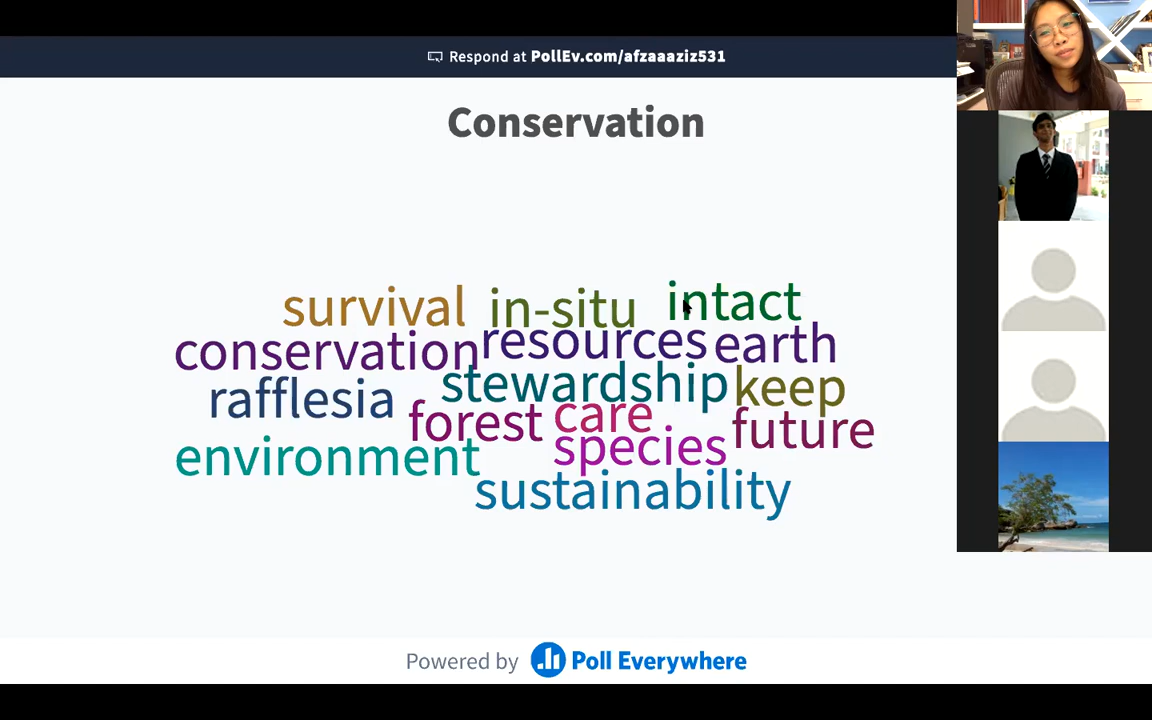 Respond at PollEv.com/afzaaaziz531
Conservation
survival in-situ intact
conservation resources earth
rafflesia stewardship keep
forest care future
environment species
sustainability
Powered by Poll Everywhere